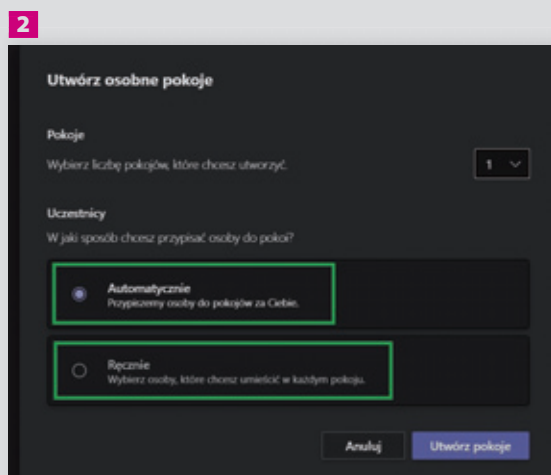 2
Utwórz osobne pokoje
Pokoje
Wybierz liczbę pokojów, które chcesz utworzyć.
1
Uczestnicy
W jaki sposób chcesz przypisać osoby do pokoi?
Automatycznie
Przypiszemy osoby do pokojów za Ciebie.
Ręcznie
Wybierz osoby, które chcesz umieścić w każdym pokoju.
Anuluj Utwórz pokoje